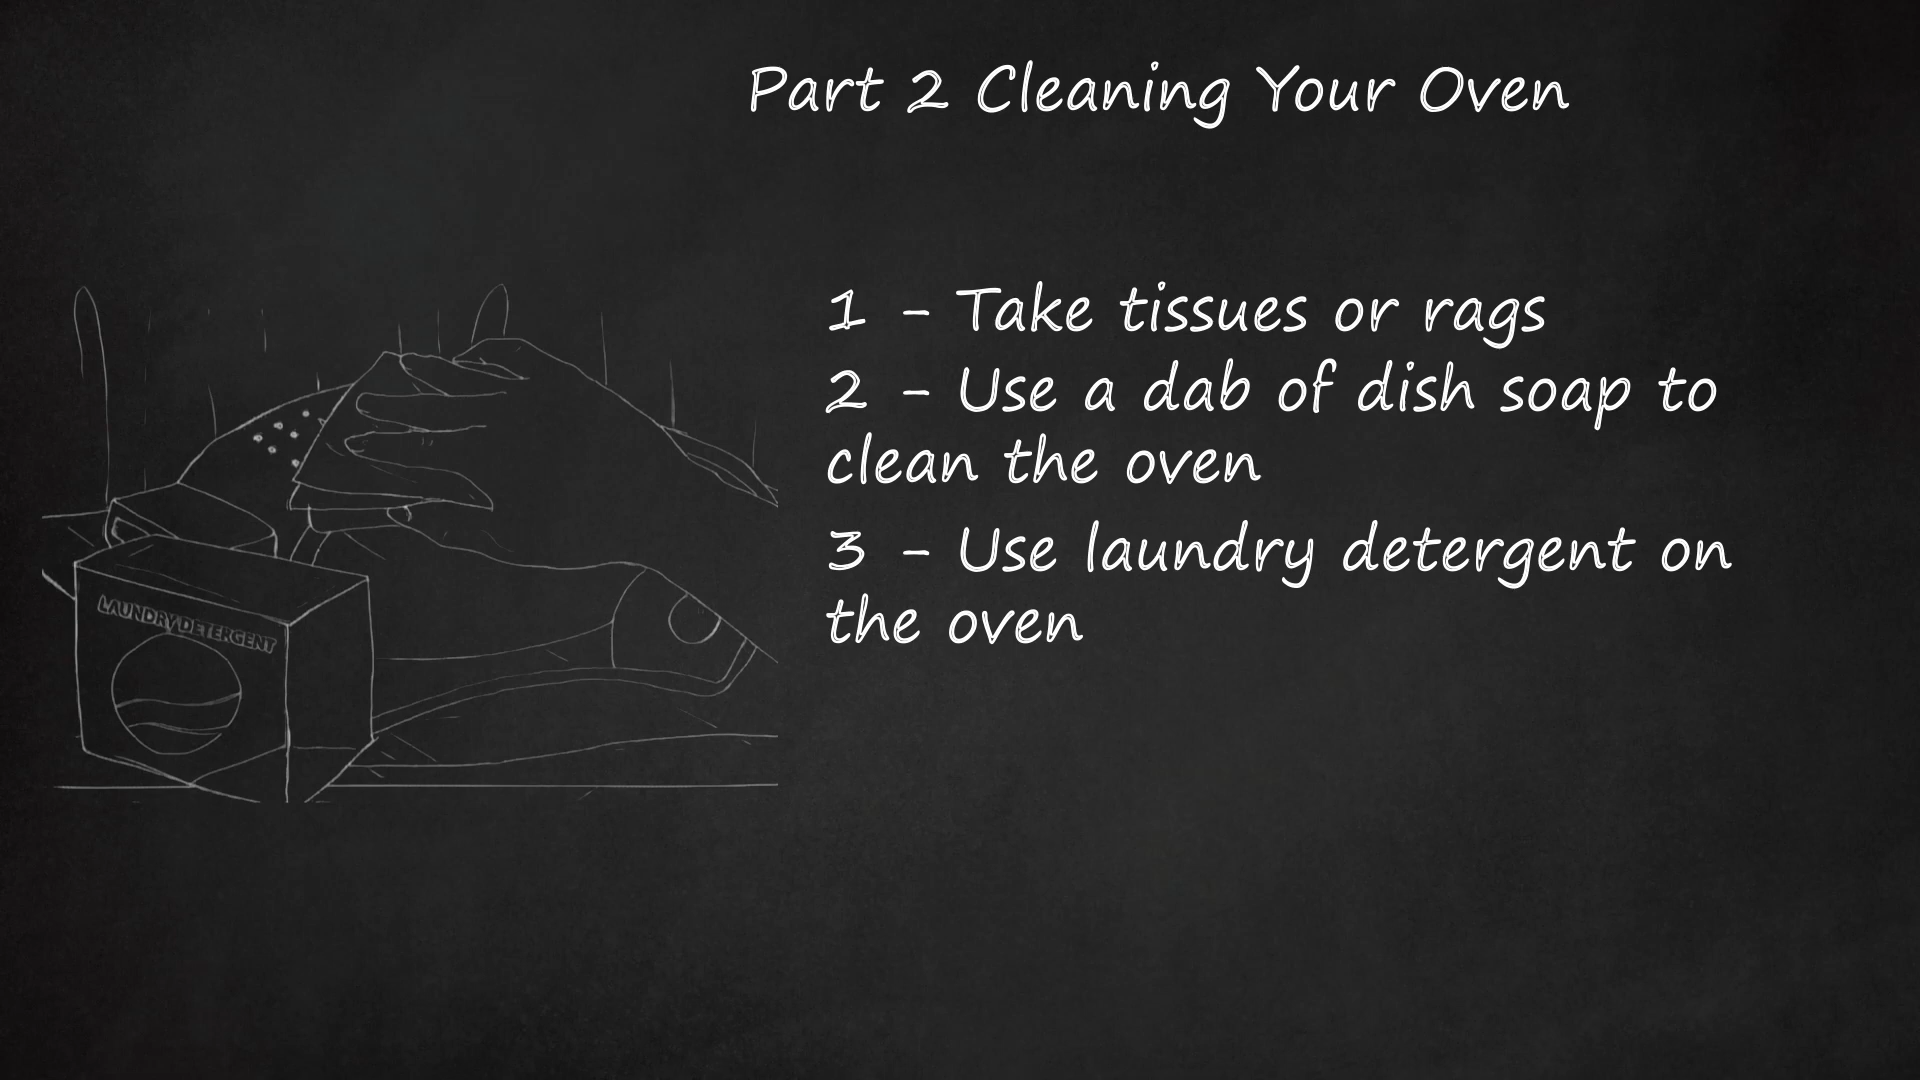 Part 2 Cleaning Your Oven
1 - Take tissues or rags
2 - Use a dab of dish soap to
clean the oven
3 - Use laundry detergent on
the oven
LAUNDRY DETERGENT